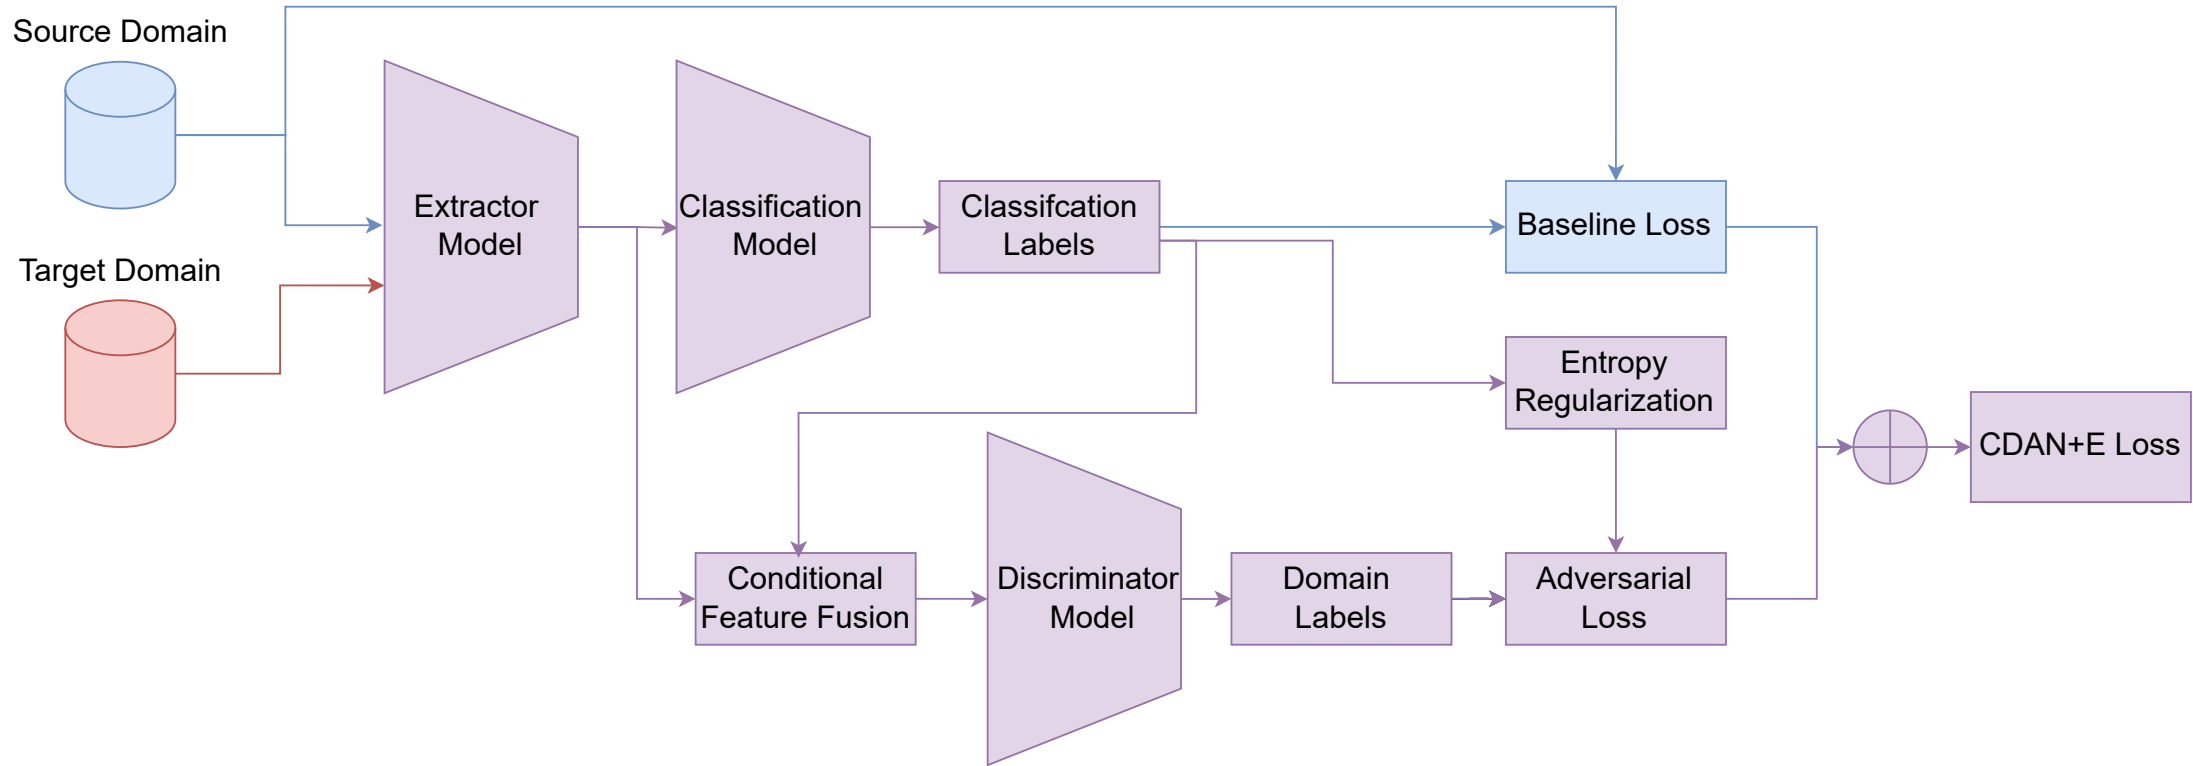 Source Domain
Target Domain
Extractor
Model
Classification
Model
Classifcation
Labels
Baseline Loss
Entropy
Regularization
CDAN+E Loss
Conditional
Feature Fusion
Discriminator
Model
Domain
Labels
Adversarial
Loss